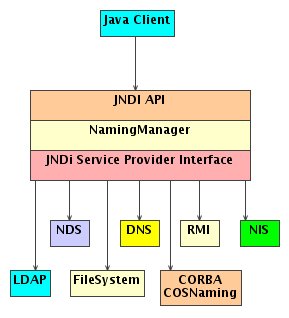 Java Client
JNDI API
NamingManager
JNDi Service Provider Interface
NDS
DNS
RMI
NIS
LDAP
FileSystem
CORBA
COSNaming